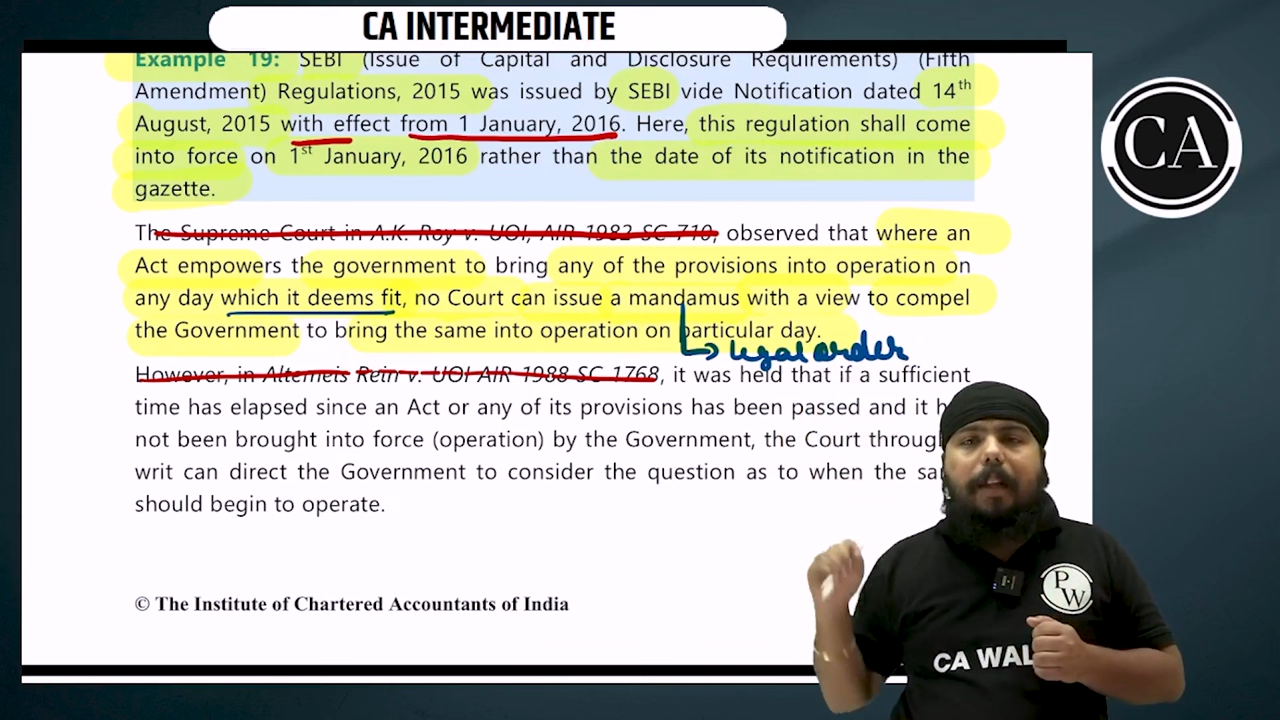 CA INTERMEDIATE
Example 19: SEBI (Issue of Capital and Disclosure Requirements) (Fifth
Amendment) Regulations, 2015 was issued by SEBI vide Notification dated 14th
August, 2015 with effect from 1 January, 2016. Here, this regulation shall come
into force on 1st January, 2016 rather than the date of its notification in the
gazette.
The Supreme Court in A.K. Roy v. UOI, AIR 1982 SC 710, observed that where an
Act empowers the government to bring any of the provisions into operation on
any day which it deems fit, no Court can issue a mandamus with a view to compel
the Government to bring the same into operation on particular day.
legal order
However, in Alterneis Rein v. UOI AIR 1988 SC 1768, it was held that if a sufficient
time has elapsed since an Act or any of its provisions has been passed and it
not been brought into force (operation) by the Government, the Court through
writ can direct the Government to consider the question as to when the
should begin to operate.
© The Institute of Chartered Accountants of India
CA
PW
CA WAL